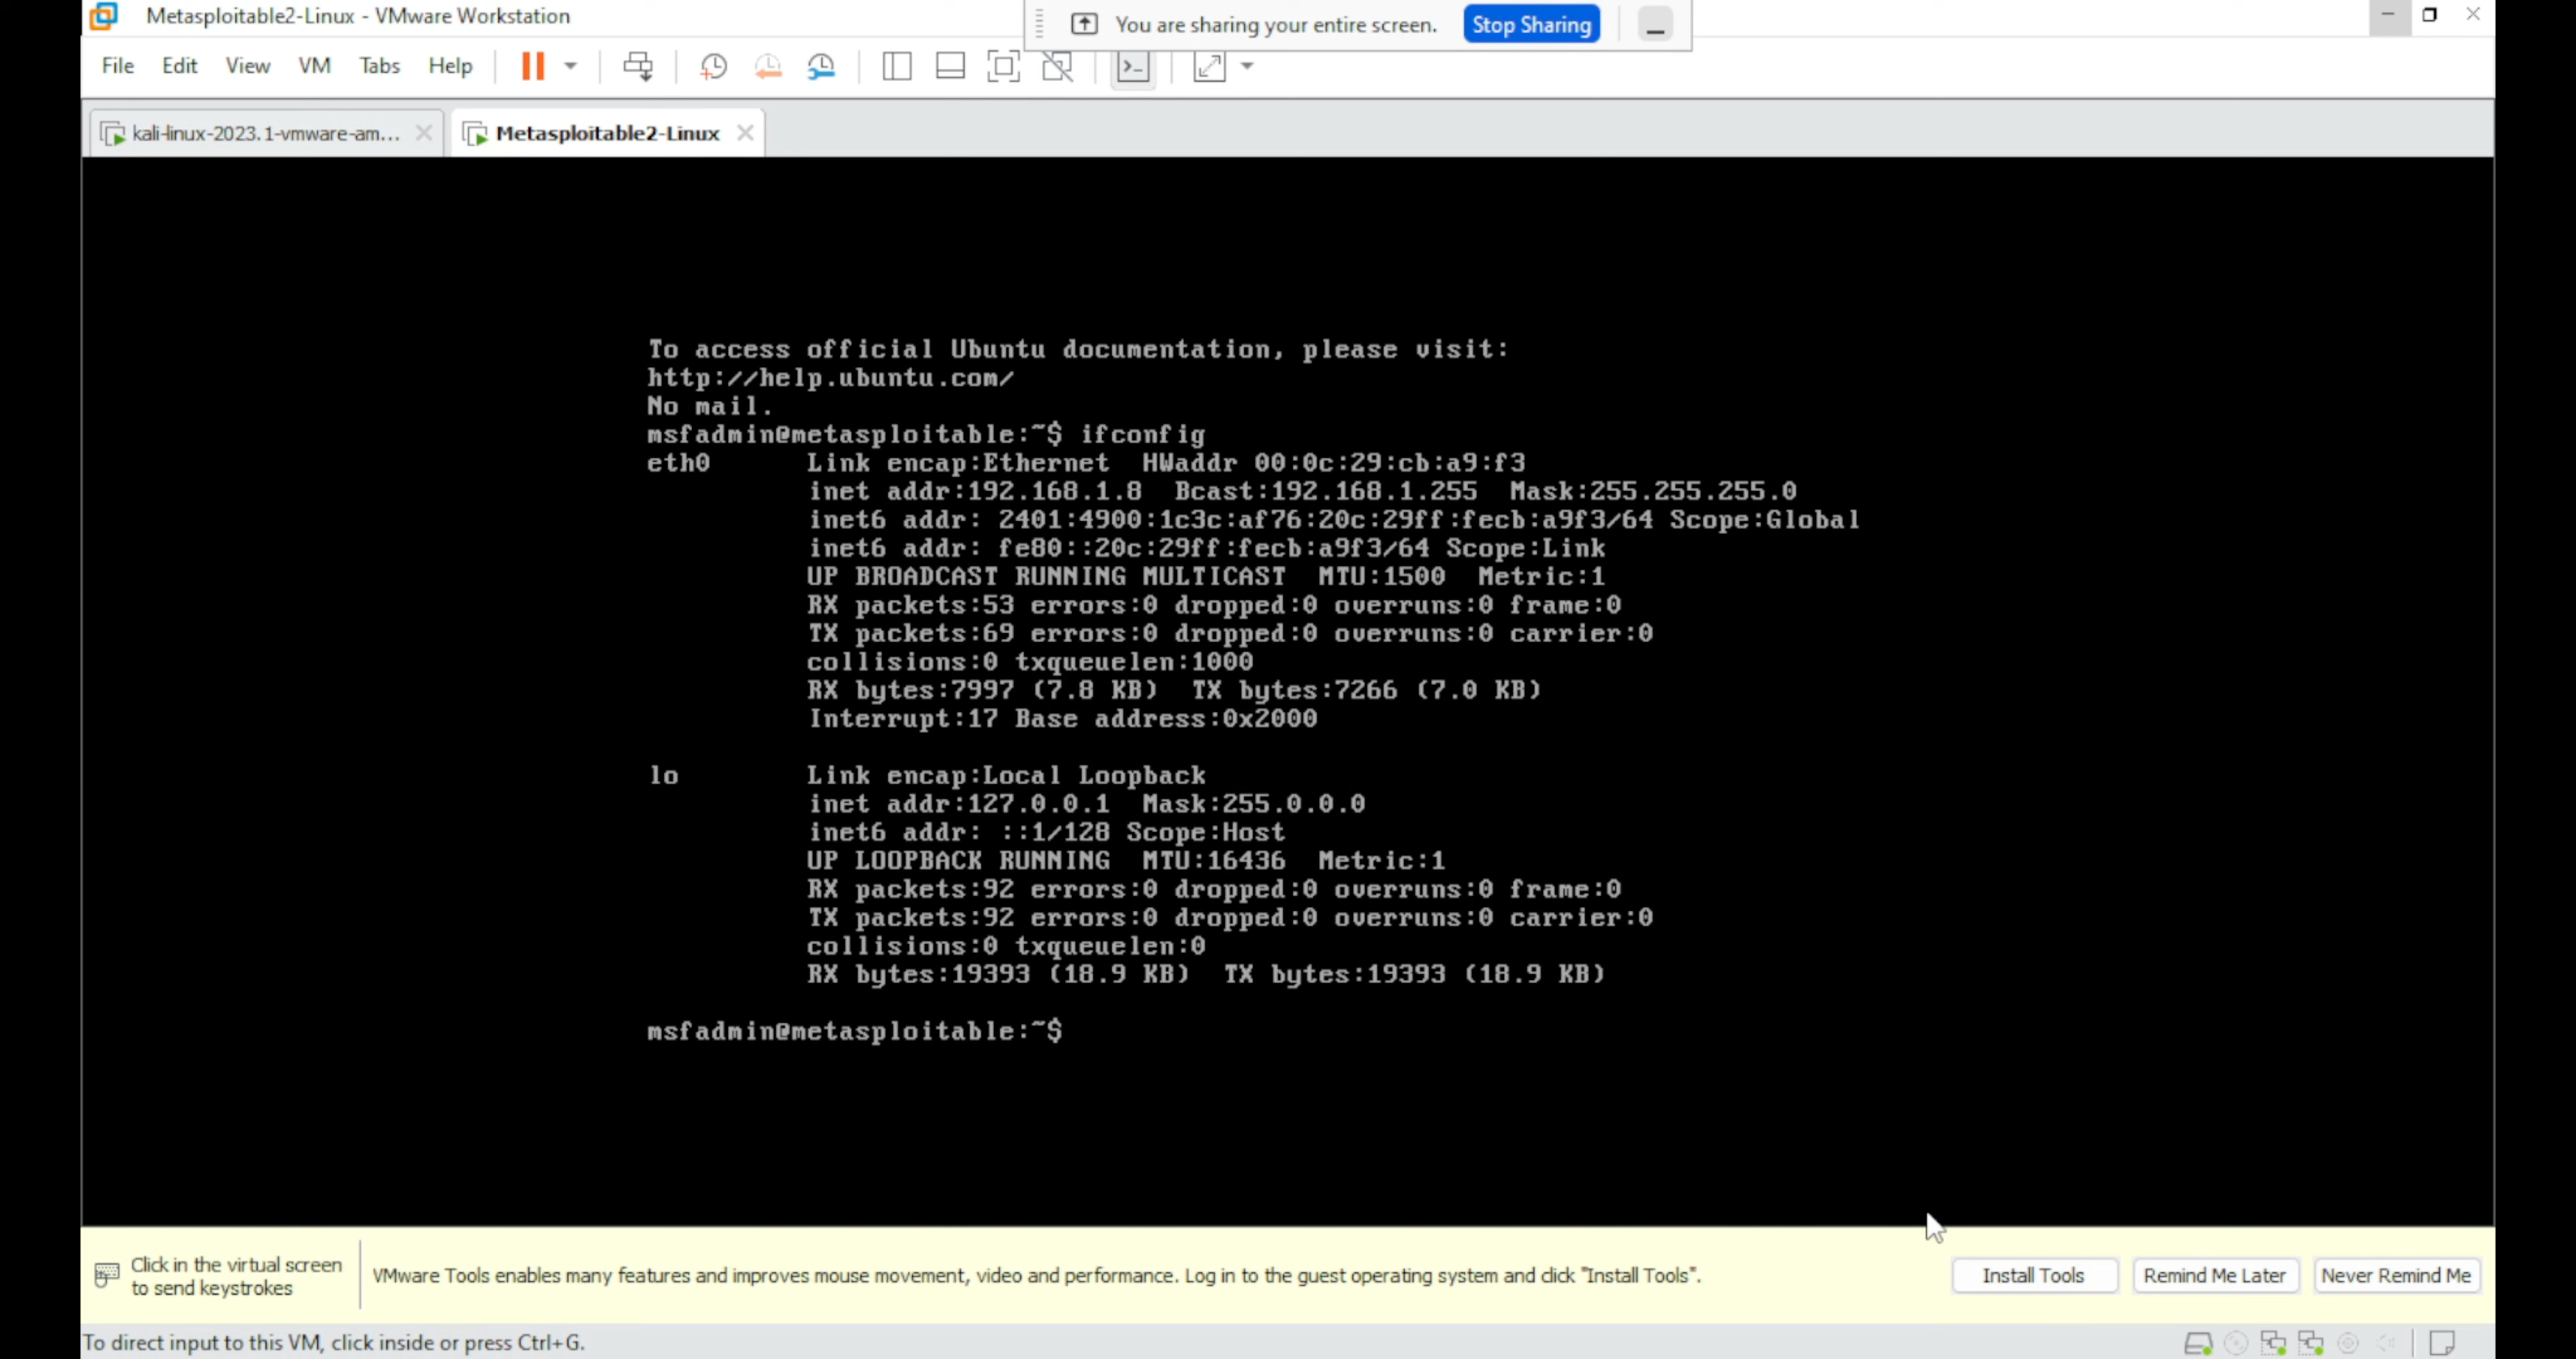 Metasploitable2-Linux - VMware Workstation
You are sharing your entire screen. Stop Sharing
File Edit View VM Tabs Help
kali-linux-2023.1-vmware-am... Metasploitable2-Linux
To access official Ubuntu documentation, please visit:
http://help.ubuntu.com/
No mail.
msfadmin@metasploitable:~$ ifconfig
eth0 Link encap:Ethernet HWaddr 00:0c:29:cb:a9:f3
inet addr:192.168.1.8 Bcast:192.168.1.255 Mask:255.255.255.0
inet6 addr: 2401:4900:1c3c:af76:20c:29ff:fecb:a9f3/64 Scope:Global
inet6 addr: fe80::20c:29ff:fecb:a9f3/64 Scope:Link
UP BROADCAST RUNNING MULTICAST MTU:1500 Metric:1
RX packets:53 errors:0 dropped:0 overruns:0 frame:0
TX packets:69 errors:0 dropped:0 overruns:0 carrier:0
collisions:0 txqueuelen:1000
RX bytes:7997 (7.8 KB) TX bytes:7266 (7.0 KB)
Interrupt:17 Base address:0x2000
lo Link encap:Local Loopback
inet addr:127.0.0.1 Mask:255.0.0.0
inet6 addr: ::1/128 Scope:Host
UP LOOPBACK RUNNING MTU:16436 Metric:1
RX packets:92 errors:0 dropped:0 overruns:0 frame:0
TX packets:92 errors:0 dropped:0 overruns:0 carrier:0
collisions:0 txqueuelen:0
RX bytes:19393 (18.9 KB) TX bytes:19393 (18.9 KB)
msfadmin@metasploitable:~$
Click in the virtual screen
to send keystrokes
VMware Tools enables many features and improves mouse movement, video and performance. Log in to the guest operating system and click "Install Tools".
Install Tools Remind Me Later Never Remind Me
To direct input to this VM, click inside or press Ctrl+G.